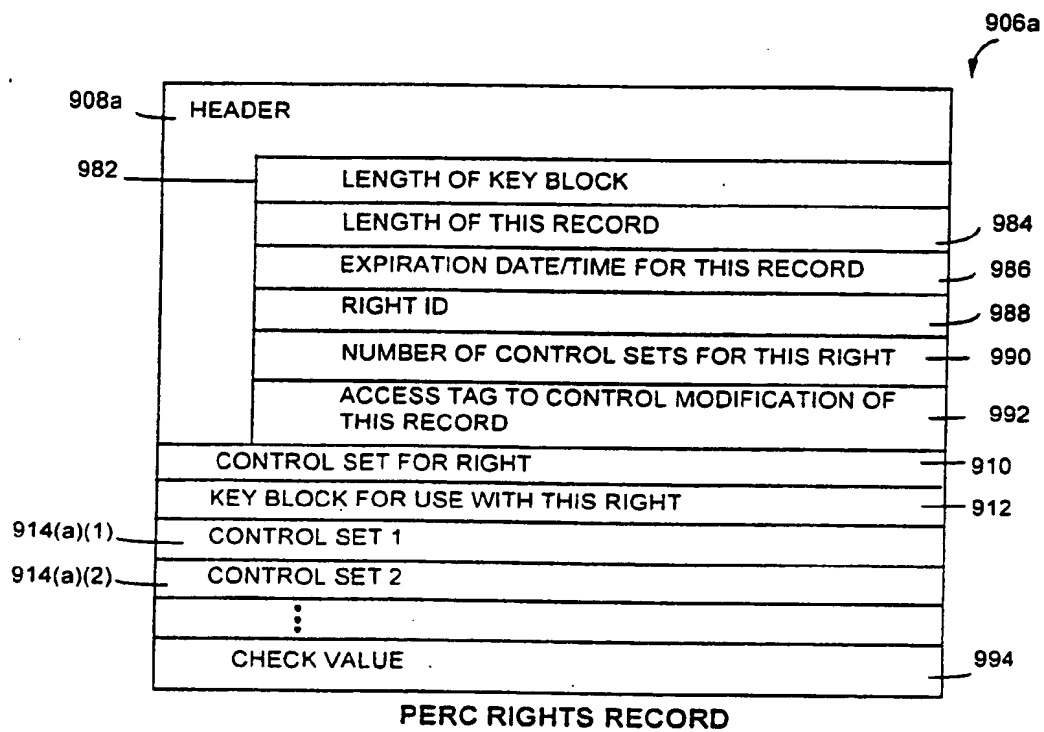 906a
908a HEADER
982 LENGTH OF KEY BLOCK
LENGTH OF THIS RECORD 984
EXPIRATION DATE/TIME FOR THIS RECORD 986
RIGHT ID 988
NUMBER OF CONTROL SETS FOR THIS RIGHT 990
ACCESS TAG TO CONTROL MODIFICATION OF
THIS RECORD 992
CONTROL SET FOR RIGHT 910
KEY BLOCK FOR USE WITH THIS RIGHT 912
914(a)(1) CONTROL SET 1
914(a)(2) CONTROL SET 2
CHECK VALUE 994
PERC RIGHTS RECORD